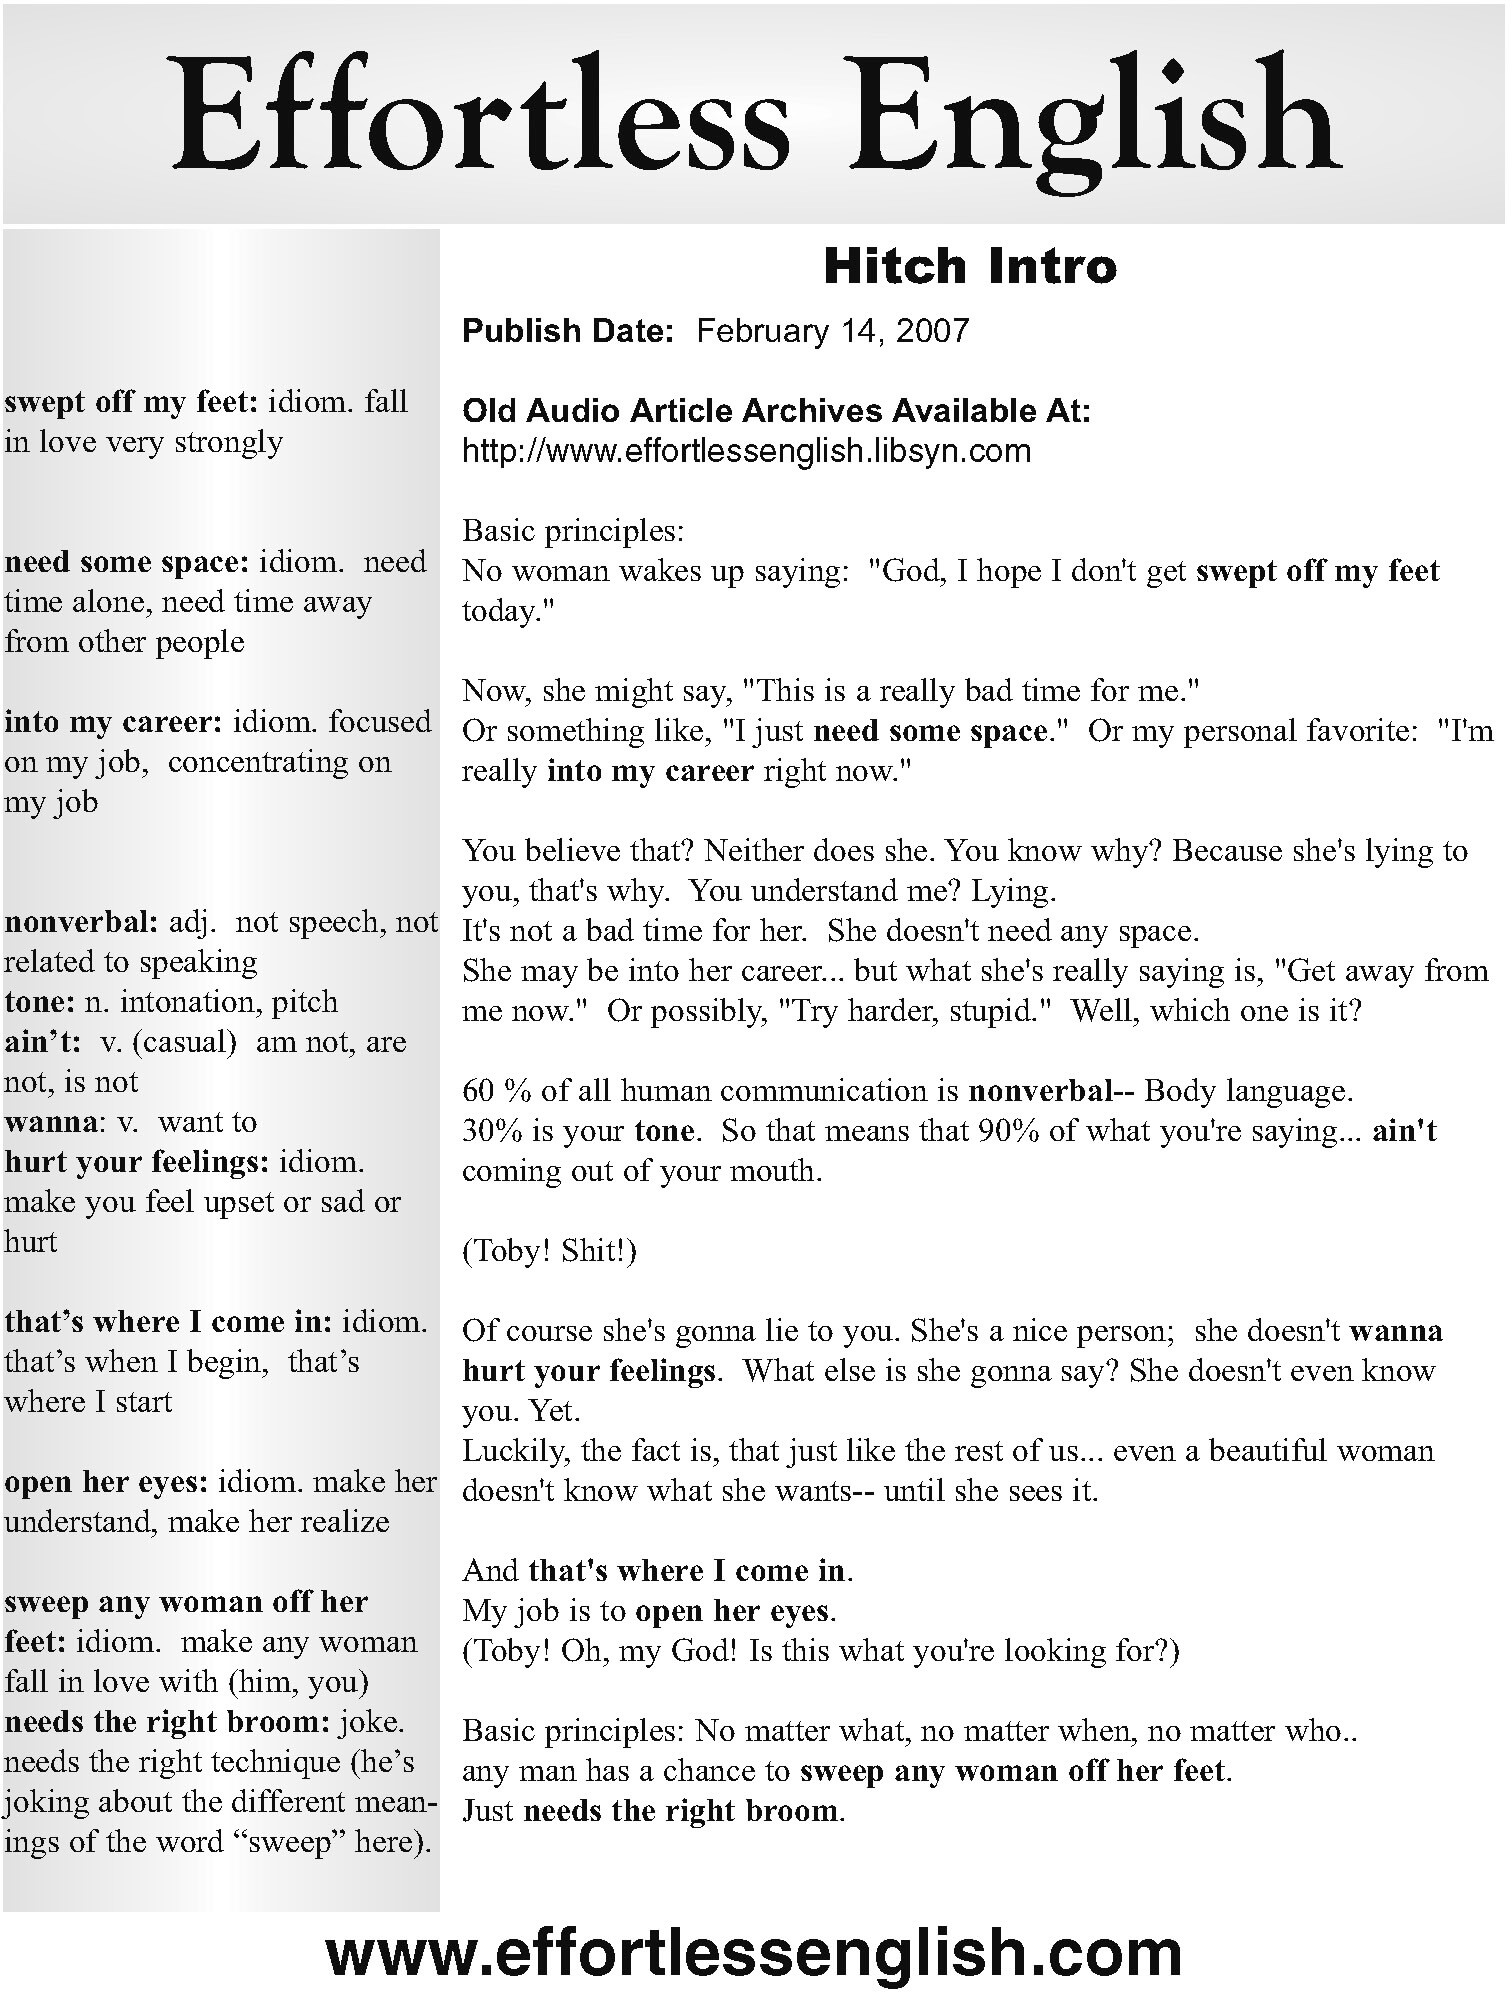 Effortless English
swept off my feet: idiom. fall
in love very strongly
need some space: idiom.  need
time alone, need time away
from other people
into my career: idiom. focused
on my job,  concentrating on
my job
nonverbal: adj.  not speech, not
related to speaking
tone: n. intonation, pitch
ain’t:  v. (casual)  am not, are
not, is not
wanna: v.  want to
hurt your feelings: idiom.
make you feel upset or sad or
hurt
that’s where I come in: idiom.
that’s when I begin,  that’s
where I start
open her eyes: idiom. make her
understand, make her realize
sweep any woman off her
feet: idiom.  make any woman
fall in love with (him, you)
needs the right broom: joke.
needs the right technique (he’s
joking about the different mean-
ings of the word “sweep” here).
Hitch Intro
Publish Date:  February 14, 2007
Old Audio Article Archives Available At:
http://www.effortlessenglish.libsyn.com
Basic principles:
No woman wakes up saying:  "God, I hope I don't get swept off my feet
today."
Now, she might say, "This is a really bad time for me."
Or something like, "I just need some space."  Or my personal favorite:  "I'm
really into my career right now."
You believe that? Neither does she. You know why? Because she's lying to
you, that's why.  You understand me? Lying.
It's not a bad time for her.  She doesn't need any space.
She may be into her career... but what she's really saying is, "Get away from
me now."  Or possibly, "Try harder, stupid."  Well, which one is it?
60 % of all human communication is nonverbal-- Body language.
30% is your tone.  So that means that 90% of what you're saying... ain't
coming out of your mouth.
(Toby! Shit!)
Of course she's gonna lie to you. She's a nice person;  she doesn't wanna
hurt your feelings.  What else is she gonna say? She doesn't even know
you. Yet.
Luckily, the fact is, that just like the rest of us... even a beautiful woman
doesn't know what she wants-- until she sees it.
And that's where I come in.
My job is to open her eyes.
(Toby! Oh, my God! Is this what you're looking for?)
Basic principles: No matter what, no matter when, no matter who..
any man has a chance to sweep any woman off her feet.
Just needs the right broom.
www.effortlessenglish.com